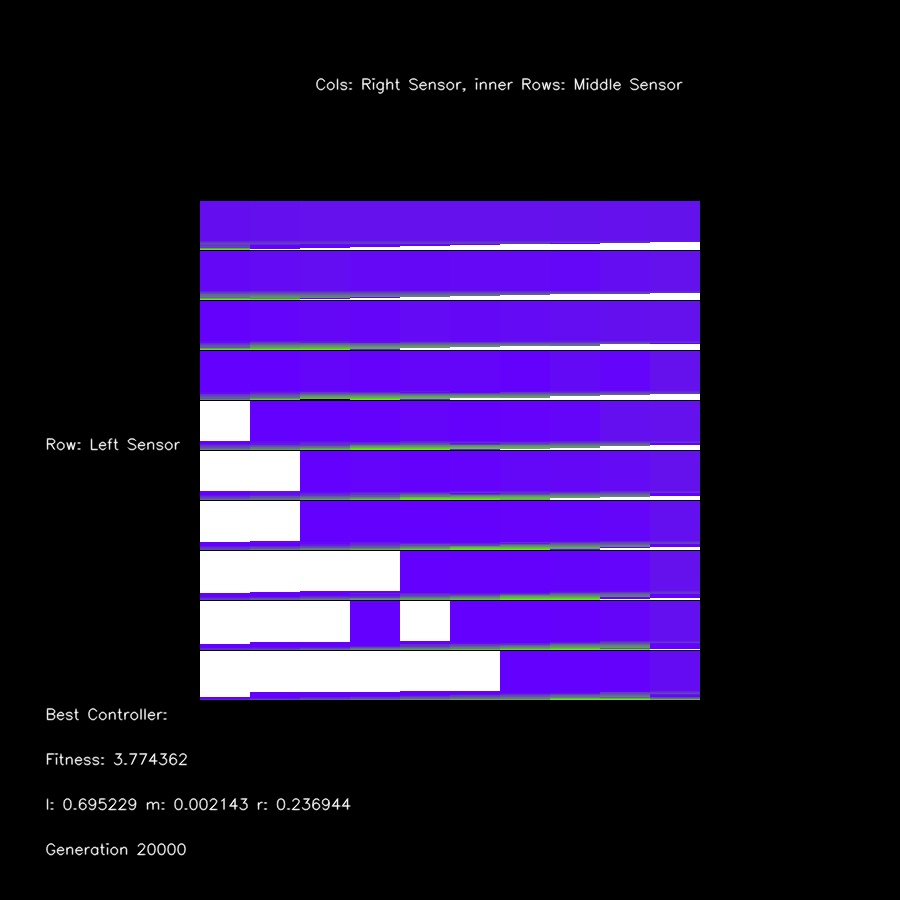 Cols: Right Sensor, inner Rows: Middle Sensor
Row: Left Sensor
Best Controller:
Fitness: 3.774362
l: 0.695229 m: 0.002143 r: 0.236944
Generation 20000